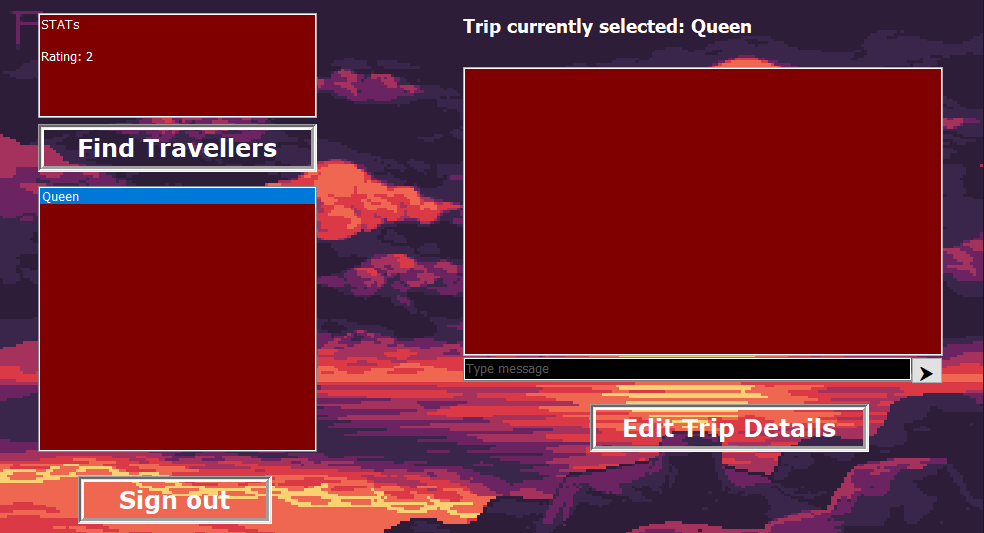 STATs
Rating: 2
Find Travellers
Queen
Sign out
Trip currently selected: Queen
Type message
Edit Trip Details